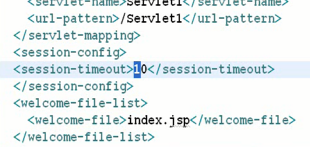 <servlet-name>Servlet1</servlet-name>
<url-pattern>/Servlet1</url-pattern>
</servlet-mapping>
<session-config>
<session-timeout>10</session-timeout>
</session-config>
<welcome-file-list>
<welcome-file>index.jsp</welcome-file>
</welcome-file-list>